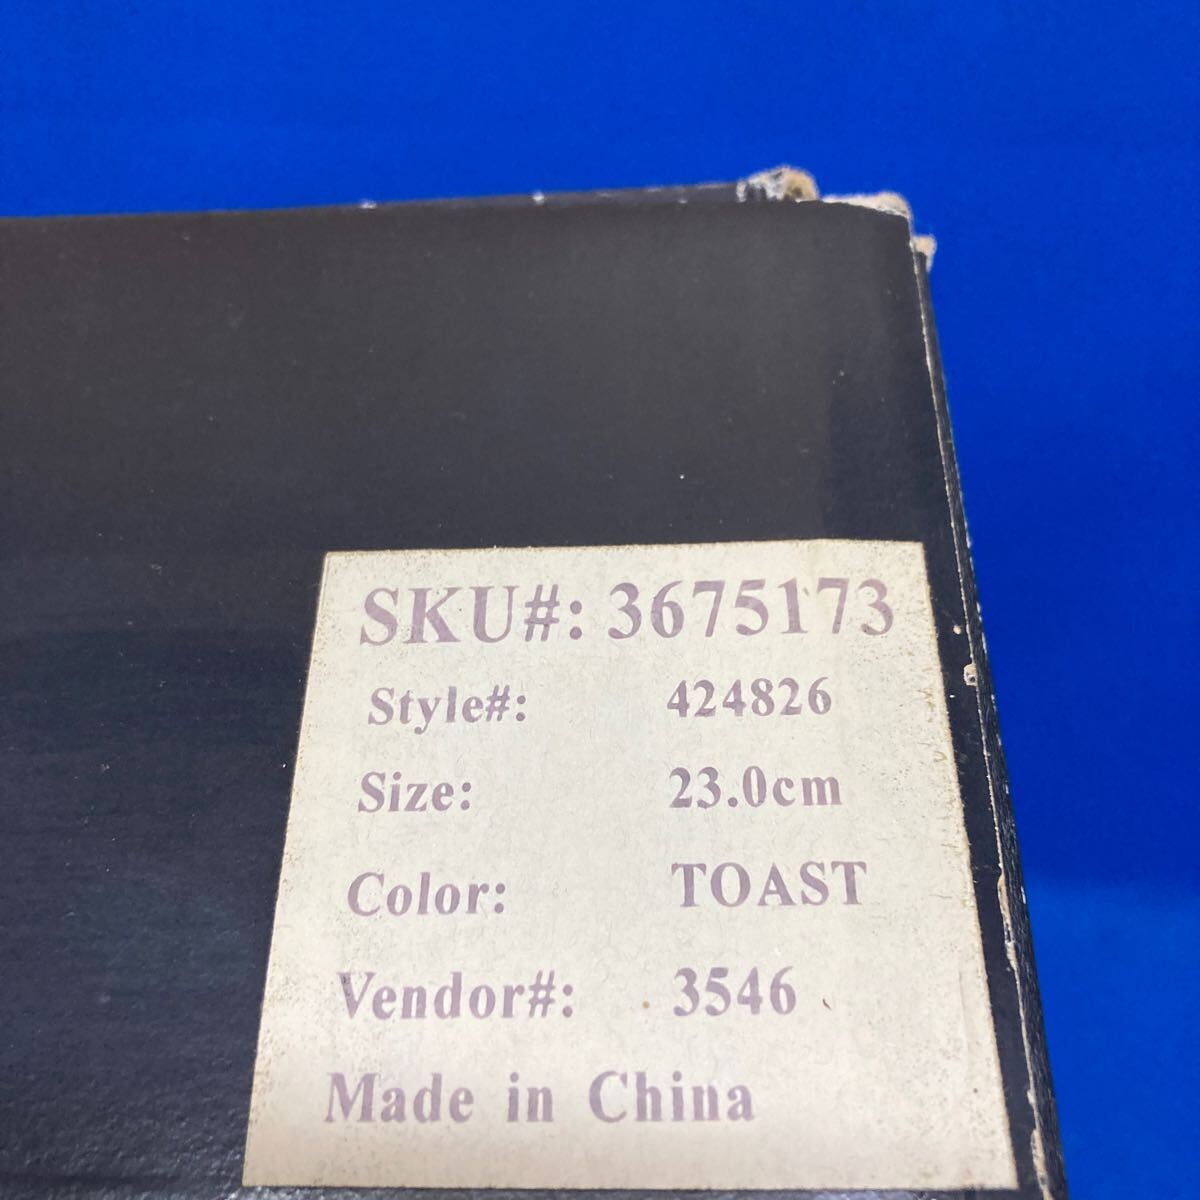 SKU#: 3675173
Style#: 424826
Size: 23.0cm
Color: TOAST
Vendor#: 3546
Made in China